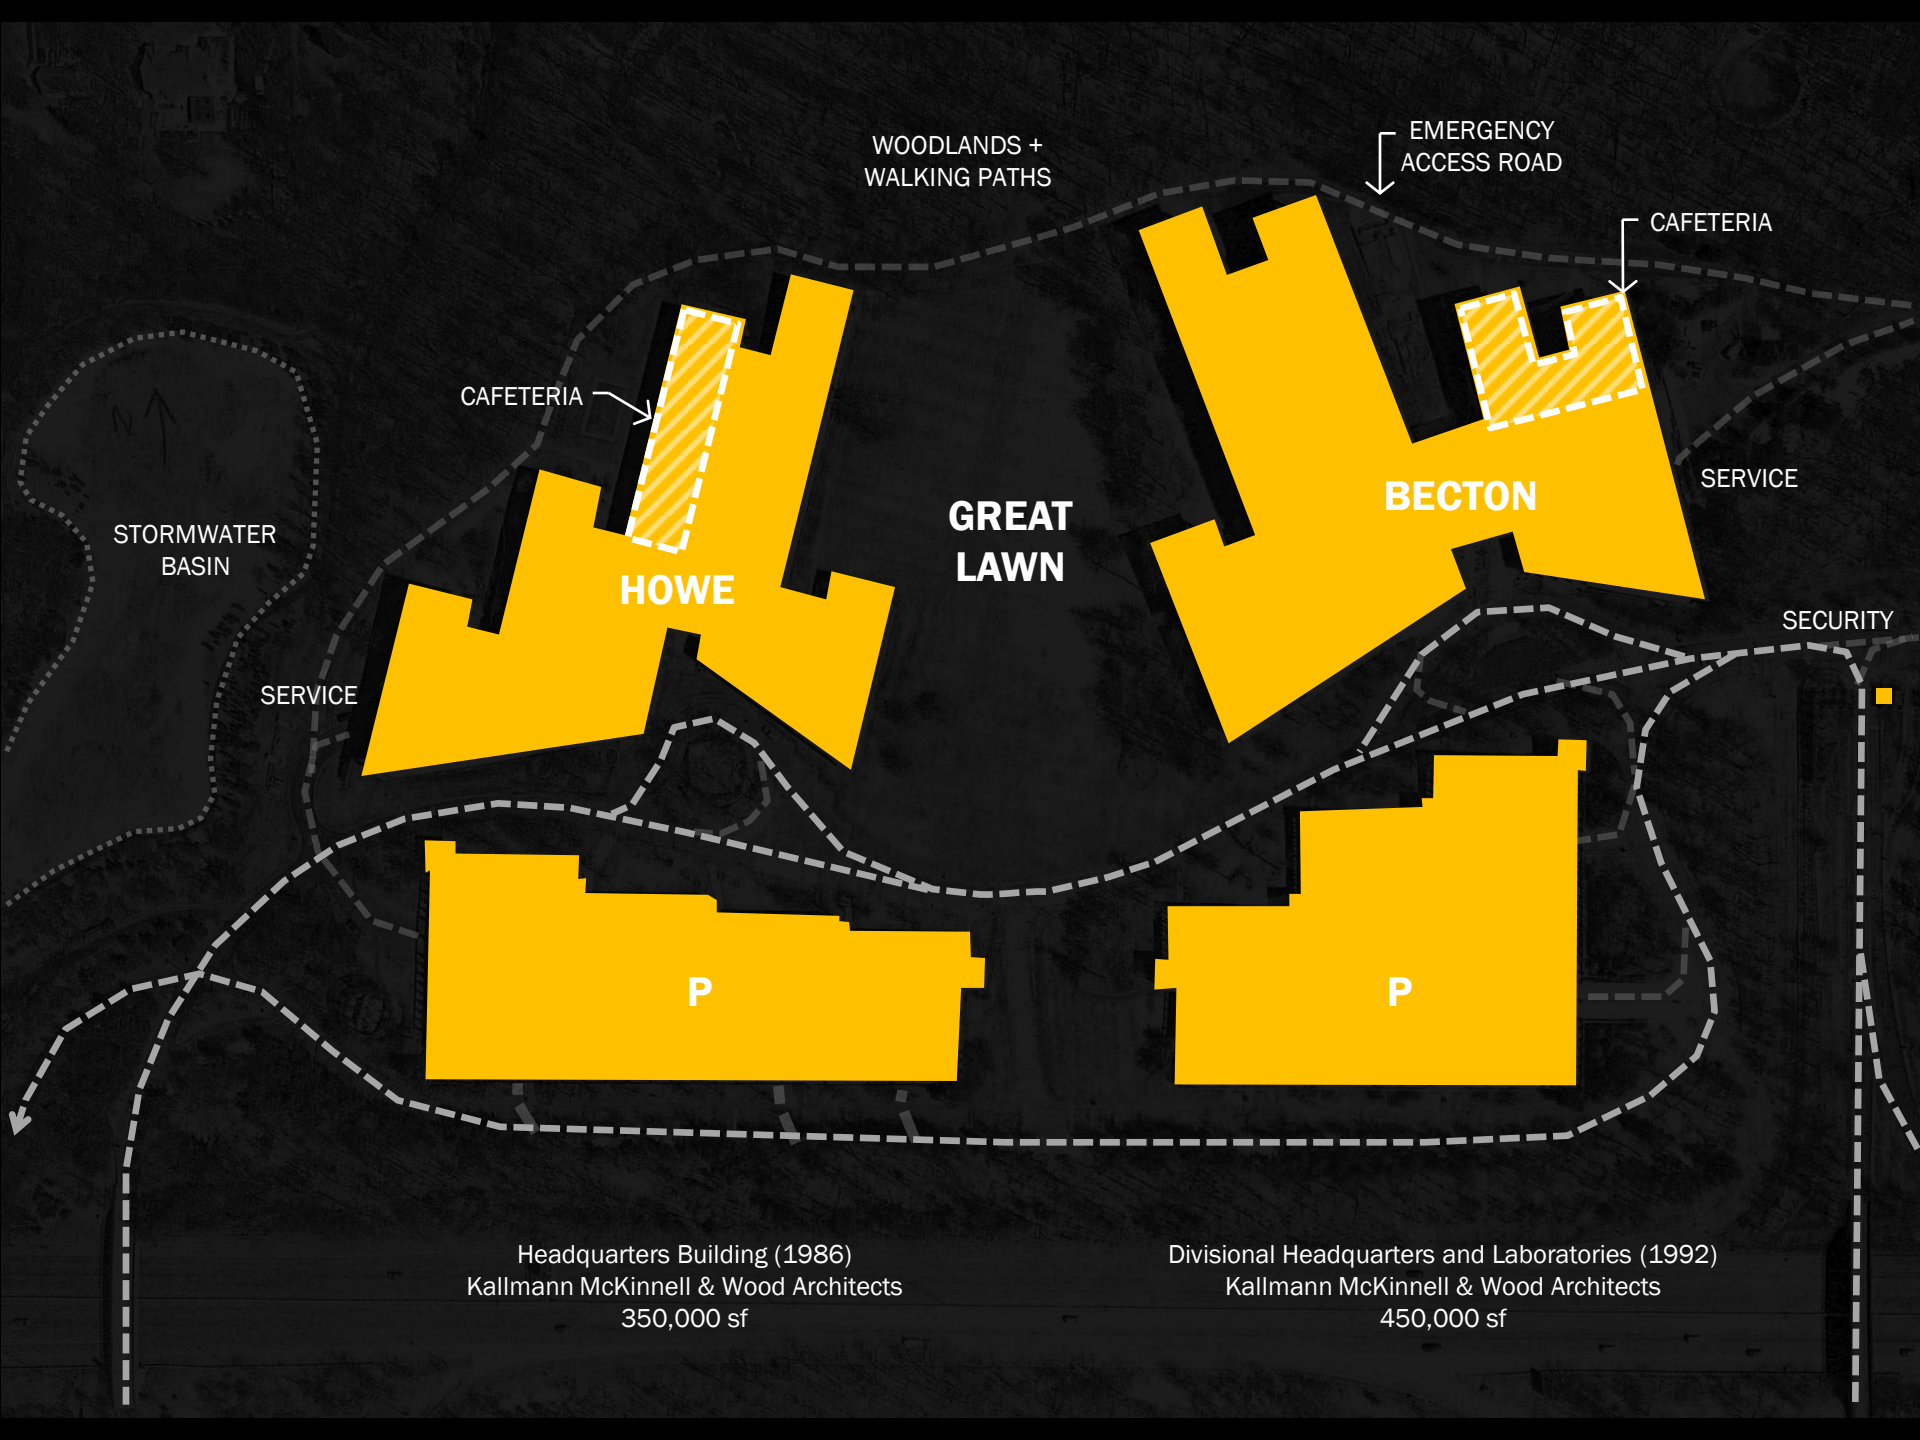 WOODLANDS +
WALKING PATHS
EMERGENCY
ACCESS ROAD
CAFETERIA
CAFETERIA
STORMWATER
BASIN
GREAT
LAWN
BECTON
SERVICE
HOWE
SECURITY
SERVICE
P
P
Headquarters Building (1986)
Kallmann McKinnell & Wood Architects
350,000 sf
Divisional Headquarters and Laboratories (1992)
Kallmann McKinnell & Wood Architects
450,000 sf